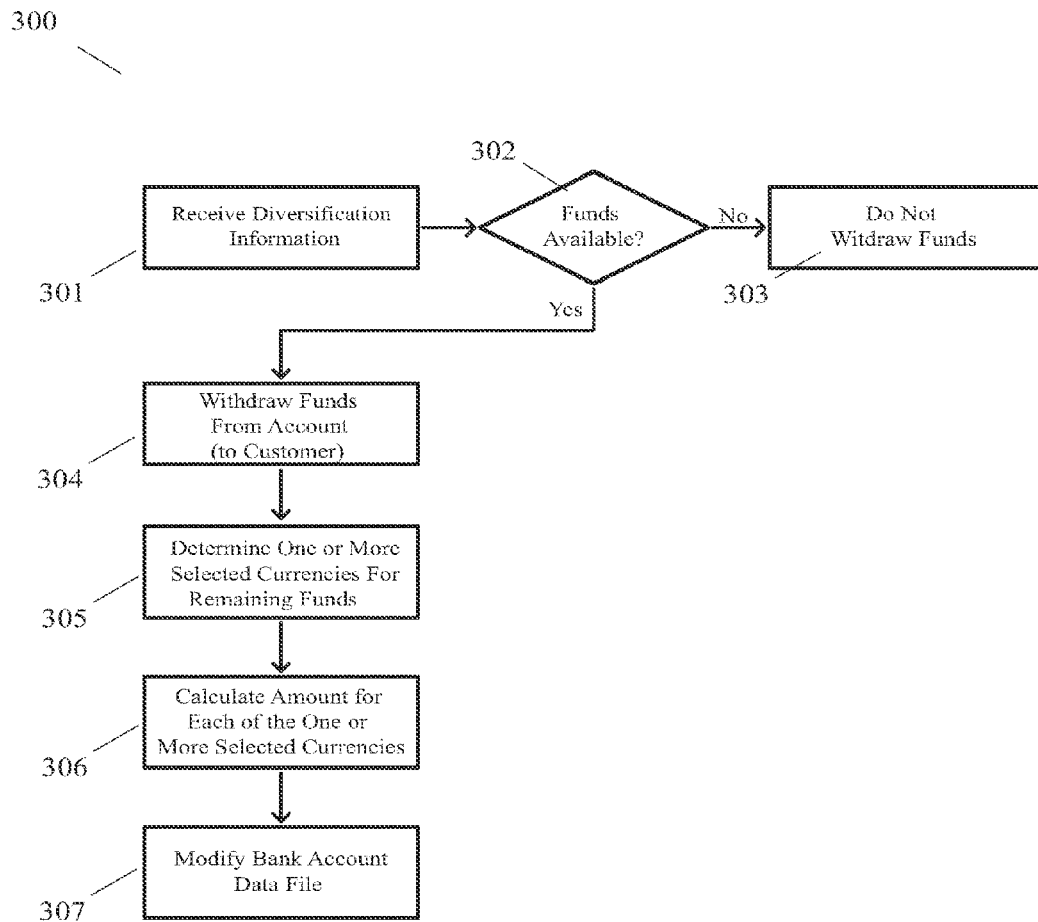 300
302
Receive Diversification
Information
Funds
Available?
No
Do Not
Witdraw Funds
301
303
Yes
Withdraw Funds
From Account
(to Customer)
304
Determine One or More
Selected Currencies For
Remaining Funds
305
Calculate Amount for
Each of the One or
More Selected Currencies
306
Modify Bank Account
Data File
307